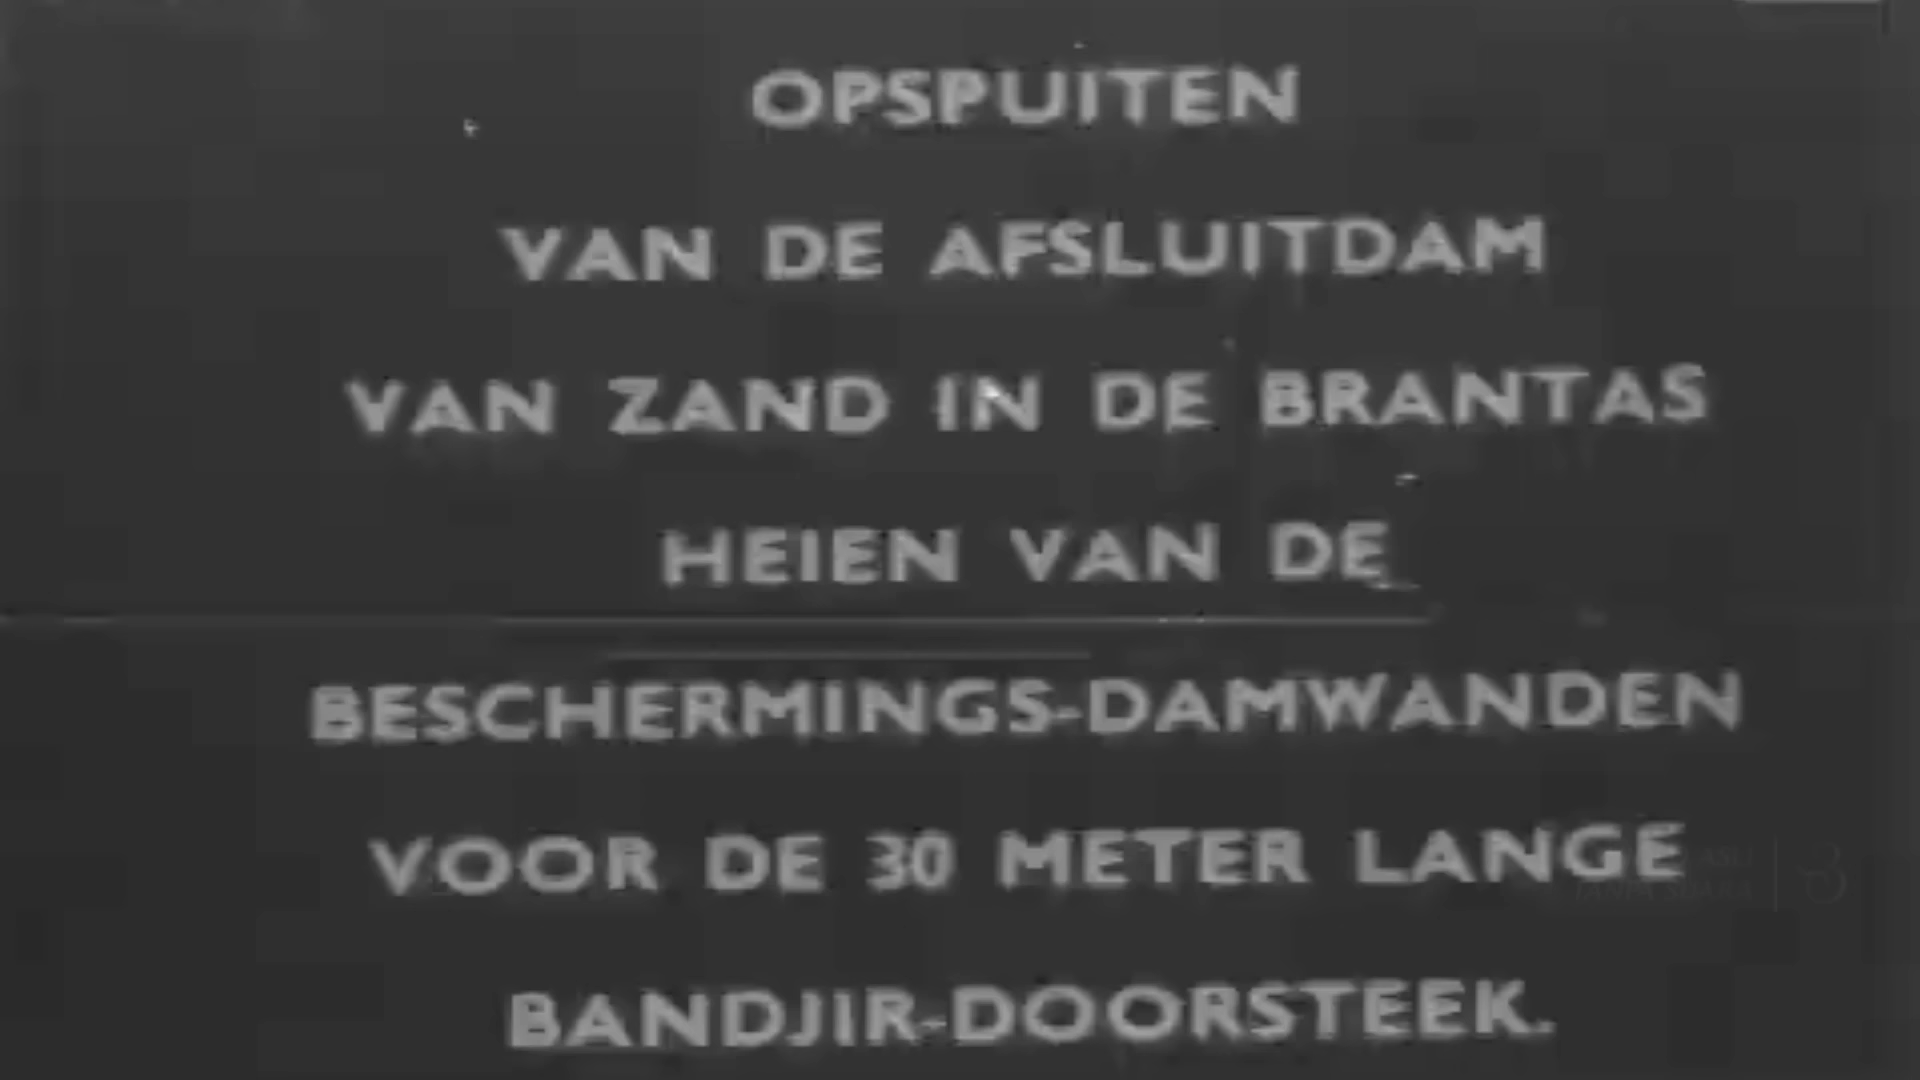 OPSPUITEN
VAN DE AFSLUITDAM
VAN ZAND IN DE BRANTAS
HEIEN VAN DE
BESCHERMINGS-DAMWANDEN
VOOR DE 30 METER LANGE
BANDJIR-DOORSTEEK.